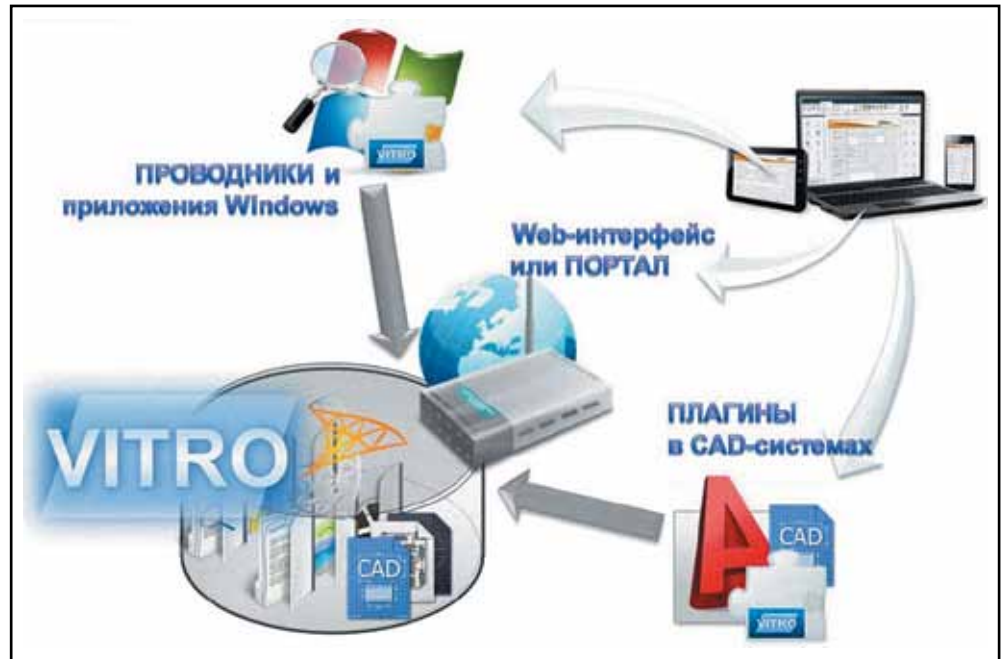 VITRO
ПРОВОДНИКИ и
приложения Windows
Web-интерфейс
или ПОРТАЛ
VITRO
ПЛАГИНЫ
в CAD-системах
CAD
CAD
VITRO